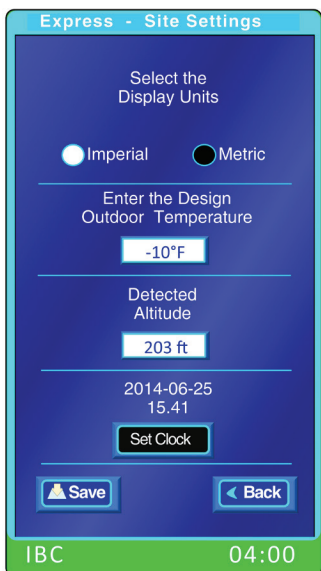 Express - Site Settings
Select the
Display Units
Imperial Metric
Enter the Design
Outdoor Temperature
-10°F
Detected
Altitude
203 ft
2014-06-25
15.41
Set Clock
Save Back
IBC 04:00